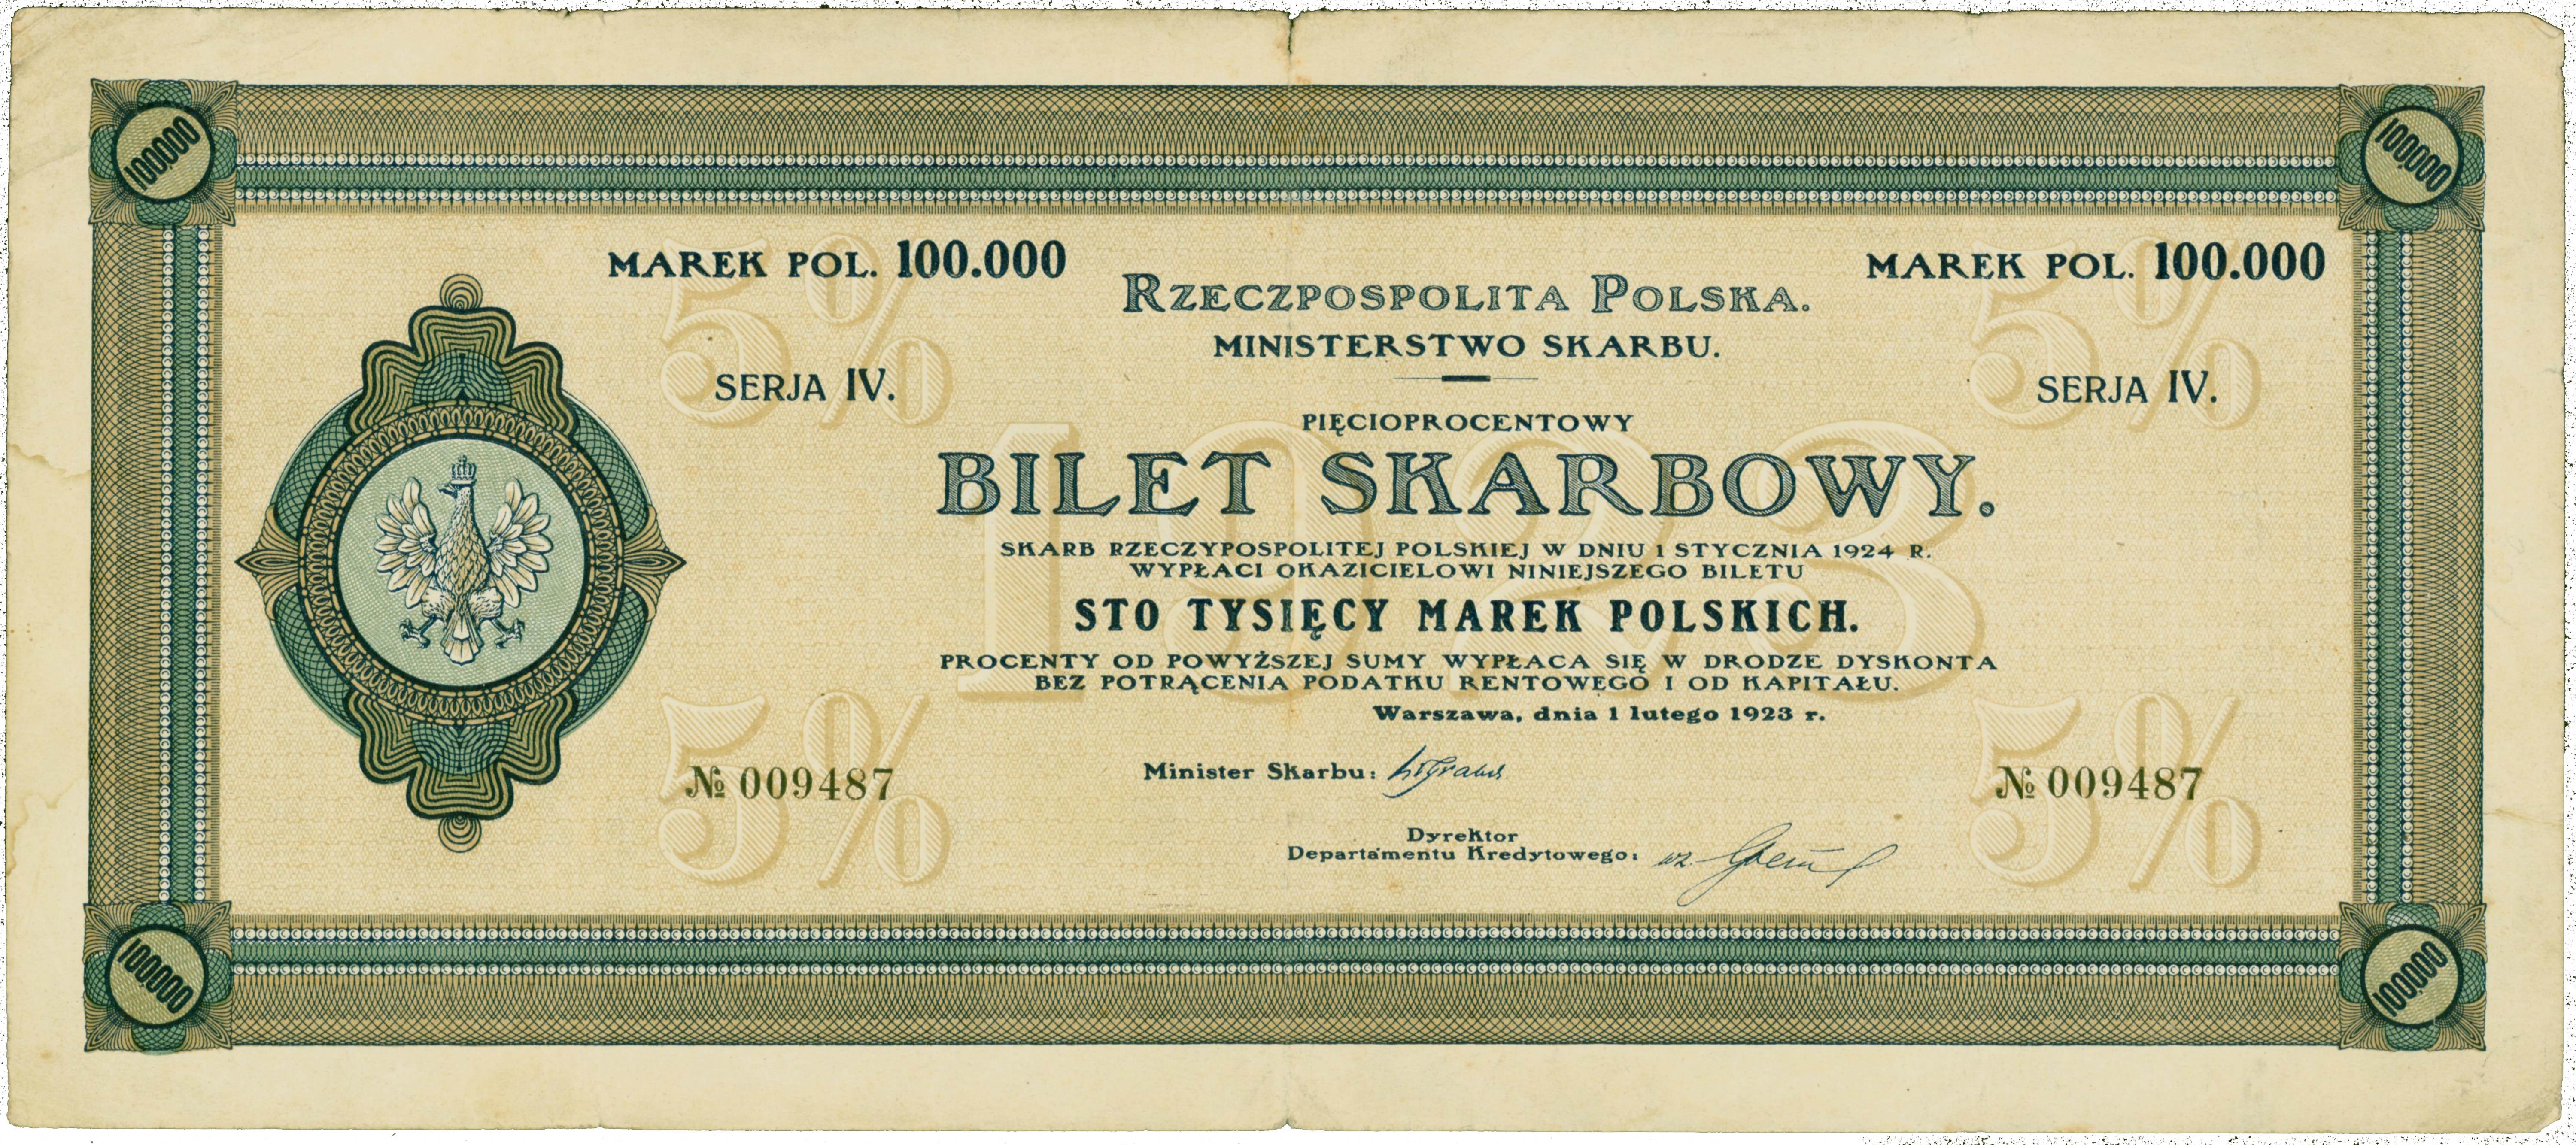 100000
100000
MAREK POL. 100.000
MAREK POL. 100.000
RZECZPOSPOLITA POLSKA.
MINISTERSTWO SKARBU.
SERJA IV.
SERJA IV.
5%
5%
PIĘCIOPROCENTOWY
BILET SKARBOWY.
1923
SKARB RZECZYPOSPOLITEJ POLSKIEJ W DNIU 1 STYCZNIA 1924 R.
WYPŁACI OKAZICIELOWI NINIEJSZEGO BILETU
STO TYSIĘCY MAREK POLSKICH.
PROCENTY OD POWYŻSZEJ SUMY WYPŁACA SIĘ W DRODZE DYSKONTA
BEZ POTRĄCENIA PODATKU RENTOWEGO I OD KAPITAŁU.
Warszawa, dnia 1 lutego 1923 r.
5%
5%
№ 009487
Minister Skarbu:
№ 009487
Dyrektor
Departamentu Kredytowego: wz.
100000
100000